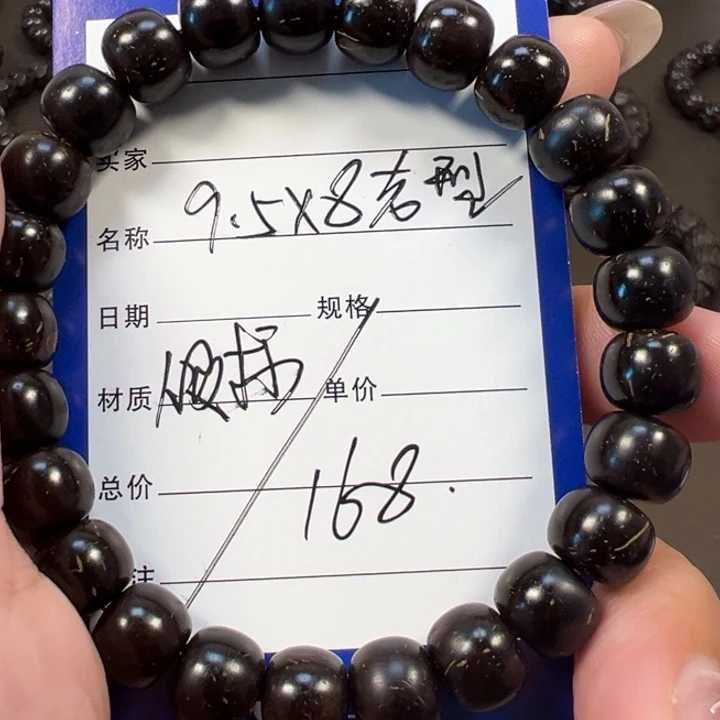 买家
名称 9.5X8老型
日期 规格
材质 单价
总价 168.
注